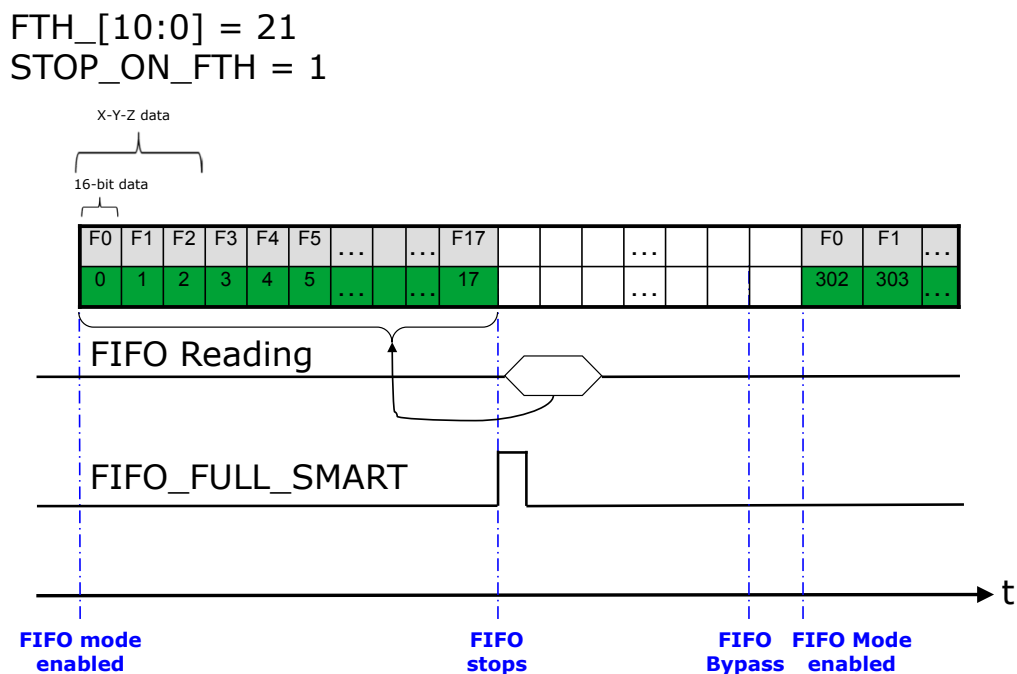 FTH_[10:0] = 21
STOP_ON_FTH = 1
X-Y-Z data
16-bit data
F0 F1 F2 F3 F4 F5 ... ... F17 ... F0 F1 ...
0 1 2 3 4 5 ... ... 17 ... 302 303 ...
FIFO Reading
FIFO_FULL_SMART
t
FIFO mode enabled
FIFO stops
FIFO Bypass
FIFO Mode enabled